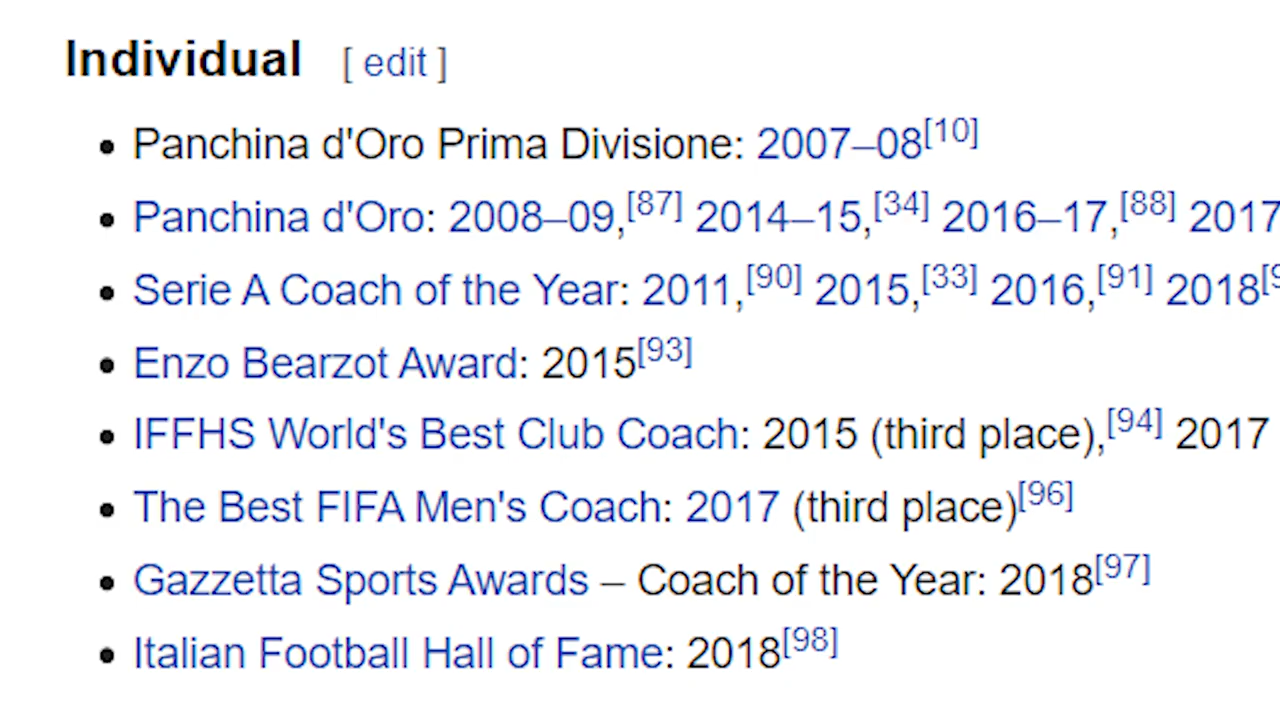 Individual [ edit ]
Panchina d'Oro Prima Divisione: 2007–08[10]
Panchina d'Oro: 2008–09,[87] 2014–15,[34] 2016–17,[88] 2017
Serie A Coach of the Year: 2011,[90] 2015,[33] 2016,[91] 2018[9
Enzo Bearzot Award: 2015[93]
IFFHS World's Best Club Coach: 2015 (third place),[94] 2017
The Best FIFA Men's Coach: 2017 (third place)[96]
Gazzetta Sports Awards – Coach of the Year: 2018[97]
Italian Football Hall of Fame: 2018[98]